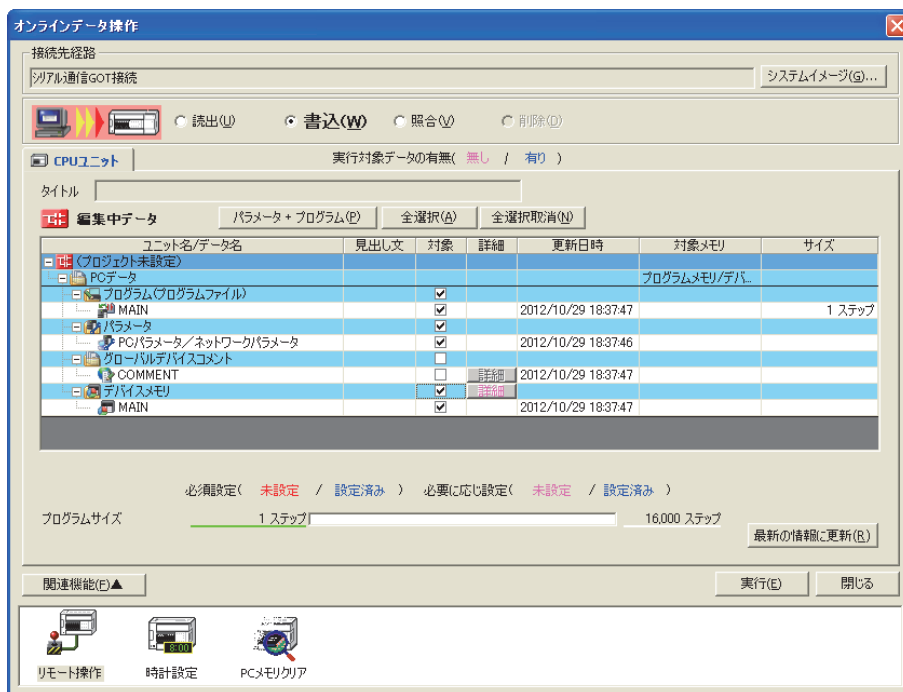 オンラインデータ操作
接続先経路
シリアル通信GOT接続
システムイメージ(G)...
読出(U) 書込(W) 照合(V) 削除(D)
CPUユニット 実行対象データの有無( 無し / 有り )
タイトル
編集中データ パラメータ + プログラム(P) 全選択(A) 全選択取消(N)
ユニット名/データ名 見出し文 対象 詳細 更新日時 対象メモリ サイズ
(プロジェクト未設定)
PCデータ プログラムメモリ/デバ...
プログラム(プログラムファイル)
MAIN 2012/10/29 18:37:47 1 ステップ
パラメータ
PCパラメータ/ネットワークパラメータ 2012/10/29 18:37:46
グローバルデバイスコメント
COMMENT 詳細 2012/10/29 18:37:47
デバイスメモリ 詳細
MAIN 2012/10/29 18:37:47
必須設定( 未設定 / 設定済み ) 必要に応じ設定( 未設定 / 設定済み )
プログラムサイズ 1 ステップ 16,000 ステップ
最新の情報に更新(R)
関連機能(F)▲ 実行(E) 閉じる
8:00
リモート操作 時計設定 PCメモリクリア